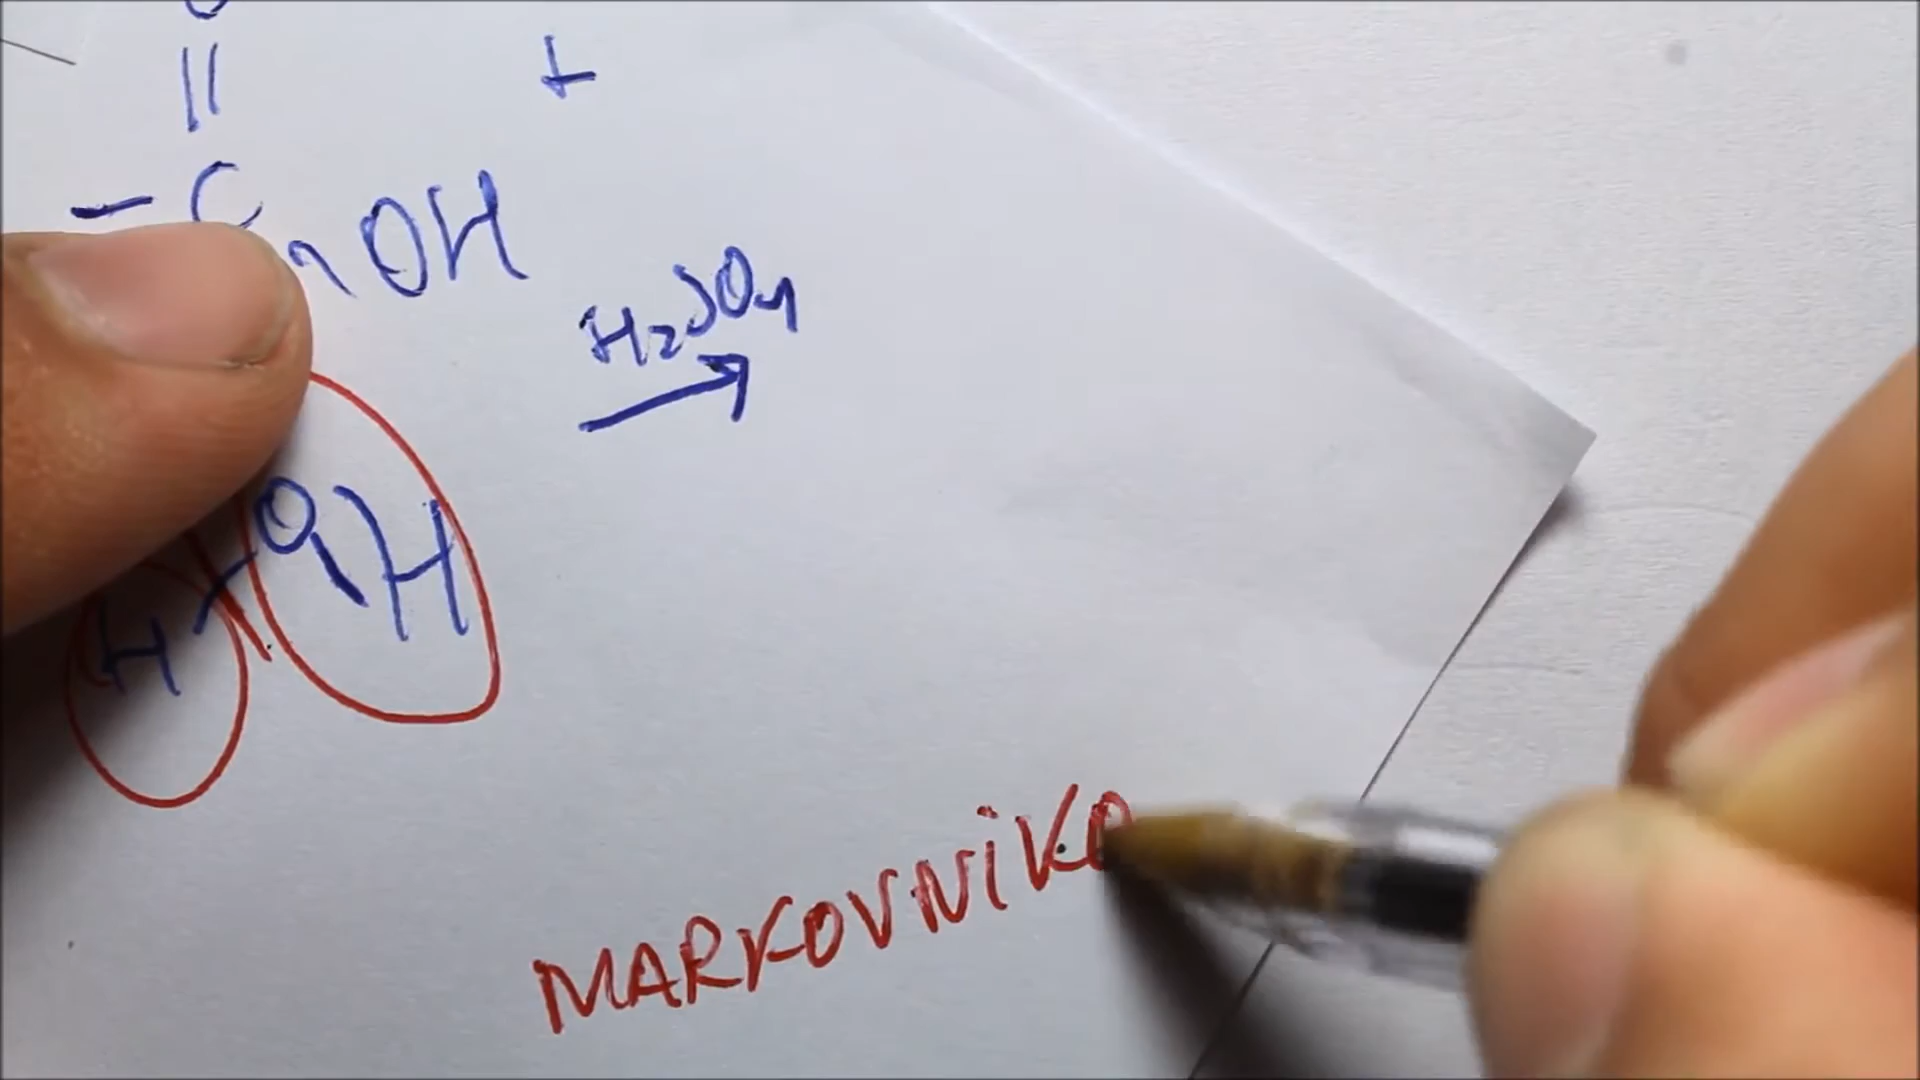 O
||
+
– C
OH
H₂SO₄
OH
H
MARKOVNiKO